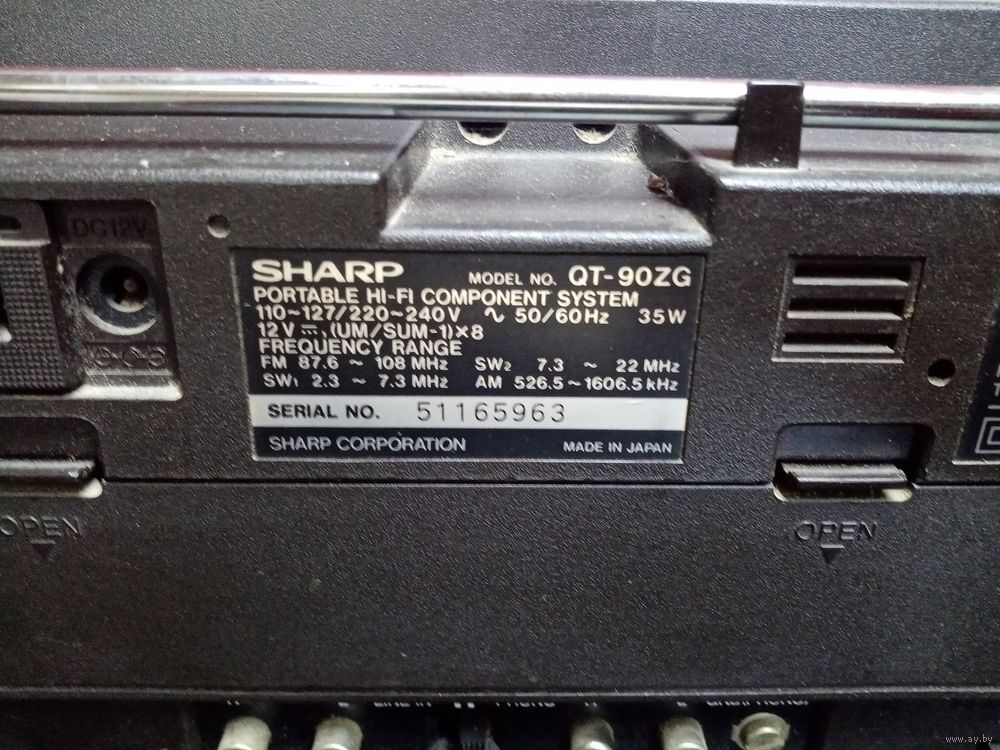 DC12V
SHARP MODEL NO. QT-90ZG
PORTABLE HI-FI COMPONENT SYSTEM
110~127/220~240V ∿ 50/60Hz 35W
12V ⎓, (UM/SUM-1)×8
FREQUENCY RANGE
FM 87.6 ~ 108 MHz SW2 7.3 ~ 22 MHz
SW1 2.3 ~ 7.3 MHz AM 526.5~1606.5 kHz
SERIAL NO. 51165963
SHARP CORPORATION MADE IN JAPAN
OPEN
OPEN
www.ay.by